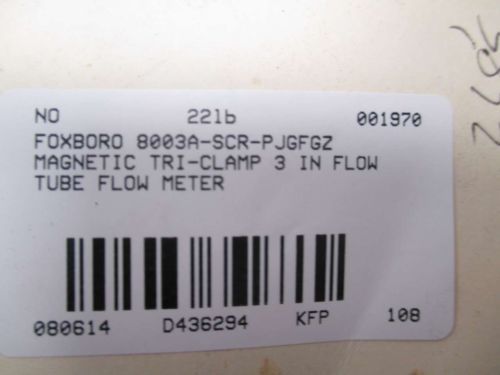 NO 221b 001970
FOXBORO 8003A-SCR-PJGFGZ
MAGNETIC TRI-CLAMP 3 IN FLOW
TUBE FLOW METER
080614 D436294 KFP 108